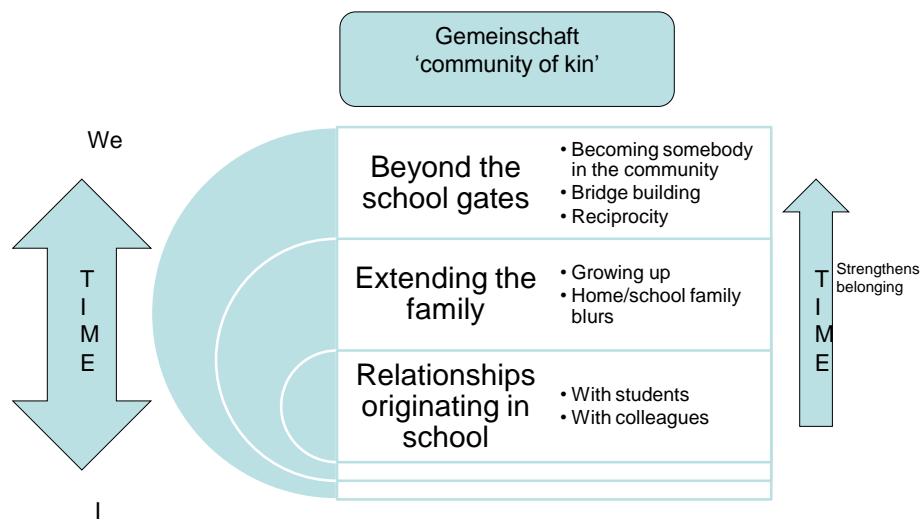 Gemeinschaft
‘community of kin’
We
T
I
M
E
I
Beyond the
school gates
• Becoming somebody
in the community
• Bridge building
• Reciprocity
Extending the
family
• Growing up
• Home/school family
blurs
Relationships
originating in
school
• With students
• With colleagues
T
I
M
E
Strengthens
belonging